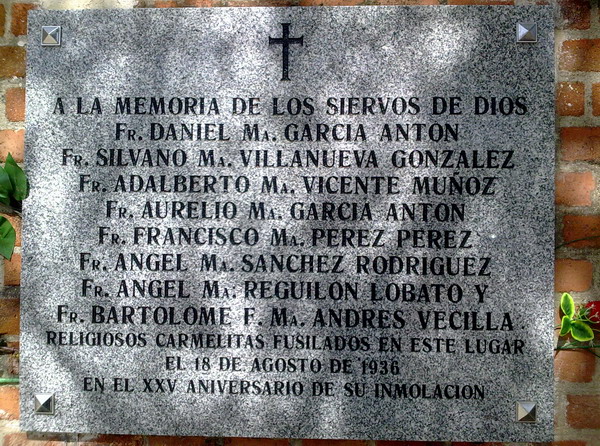 A LA MEMORIA DE LOS SIERVOS DE DIOS
FR. DANIEL MA. GARCIA ANTON
FR. SILVANO MA. VILLANUEVA GONZALEZ
FR. ADALBERTO MA. VICENTE MUÑOZ
FR. AURELIO MA. GARCIA ANTON
FR. FRANCISCO MA. PEREZ PEREZ
FR. ANGEL MA. SANCHEZ RODRIGUEZ
FR. ANGEL MA. REGUILON LOBATO Y
FR. BARTOLOME F. MA. ANDRES VECILLA
RELIGIOSOS CARMELITAS FUSILADOS EN ESTE LUGAR
EL 18 DE AGOSTO DE 1936
EN EL XXV ANIVERSARIO DE SU INMOLACION